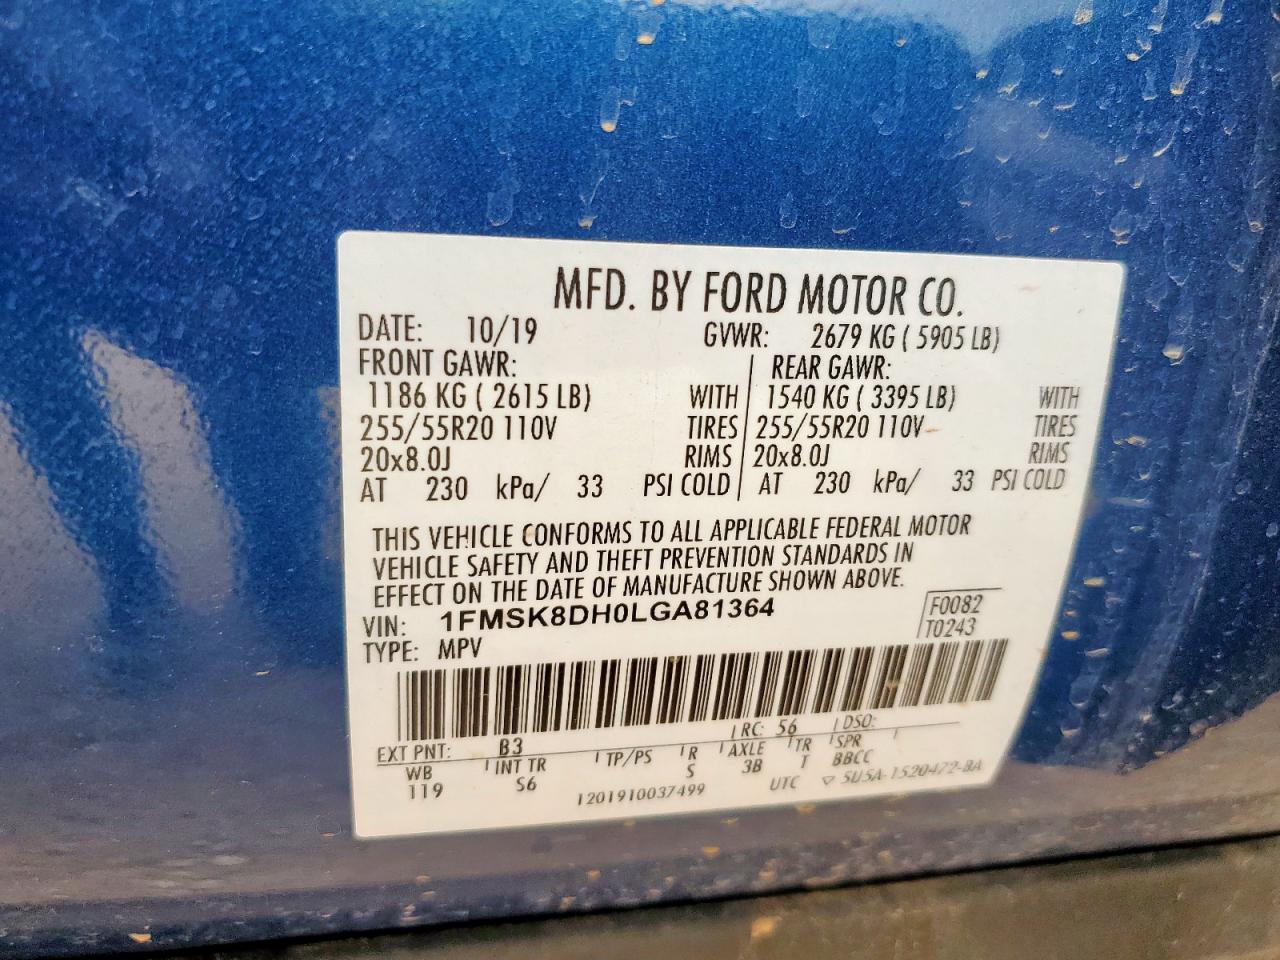 MFD. BY FORD MOTOR CO.
DATE: 10/19 GVWR: 2679 KG ( 5905 LB)
FRONT GAWR: REAR GAWR:
1186 KG ( 2615 LB) WITH 1540 KG ( 3395 LB) WITH
255/55R20 110V TIRES 255/55R20 110V TIRES
20x8.0J RIMS 20x8.0J RIMS
AT 230 kPa/ 33 PSI COLD AT 230 kPa/ 33 PSI COLD
THIS VEHICLE CONFORMS TO ALL APPLICABLE FEDERAL MOTOR
VEHICLE SAFETY AND THEFT PREVENTION STANDARDS IN
EFFECT ON THE DATE OF MANUFACTURE SHOWN ABOVE.
VIN: 1FMSK8DH0LGA81364 F0082
TYPE: MPV T0243
EXT PNT: B3 RC: 56 DSO:
WB INT TR TP/PS R AXLE TR SPR
119 S6 S 3B T BBCC
1201910037499 UTC ▽ 5U5A-1520472-BA